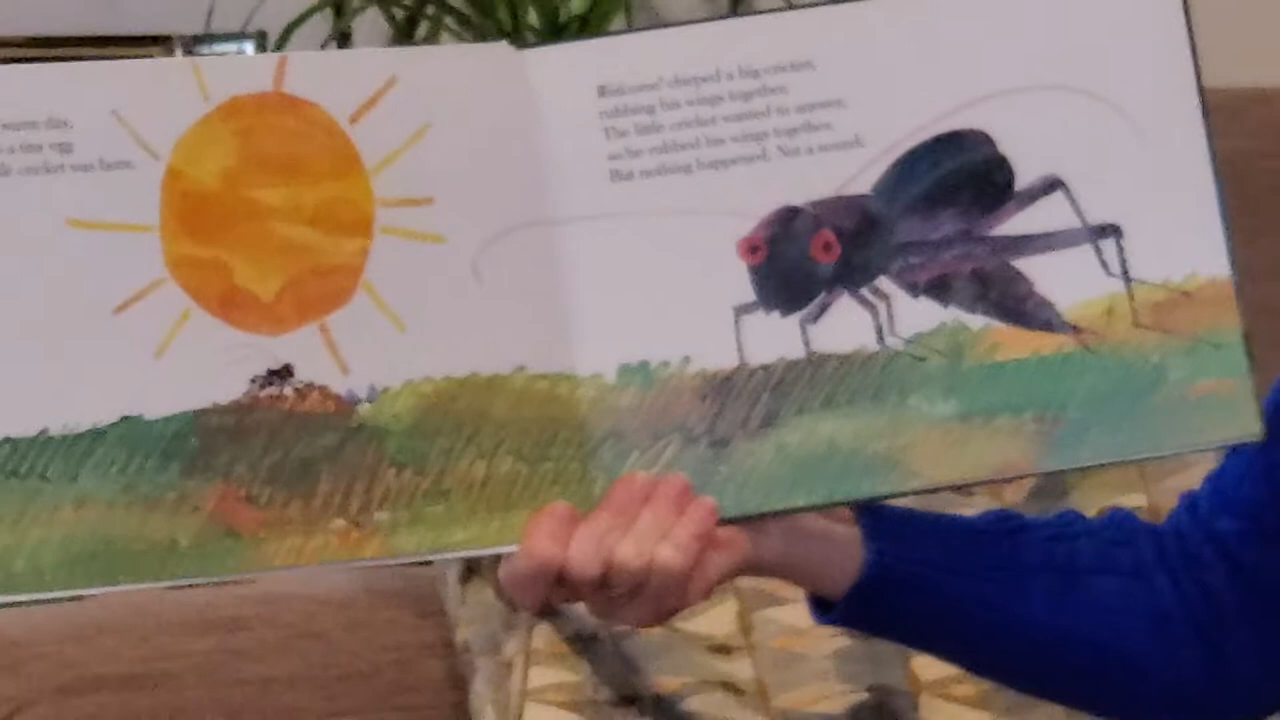 warm day,
a tiny egg
cricket was born.
Welcome! chirped a big cricket,
rubbing his wings together.
The little cricket wanted to answer,
so he rubbed his wings together.
But nothing happened. Not a sound.